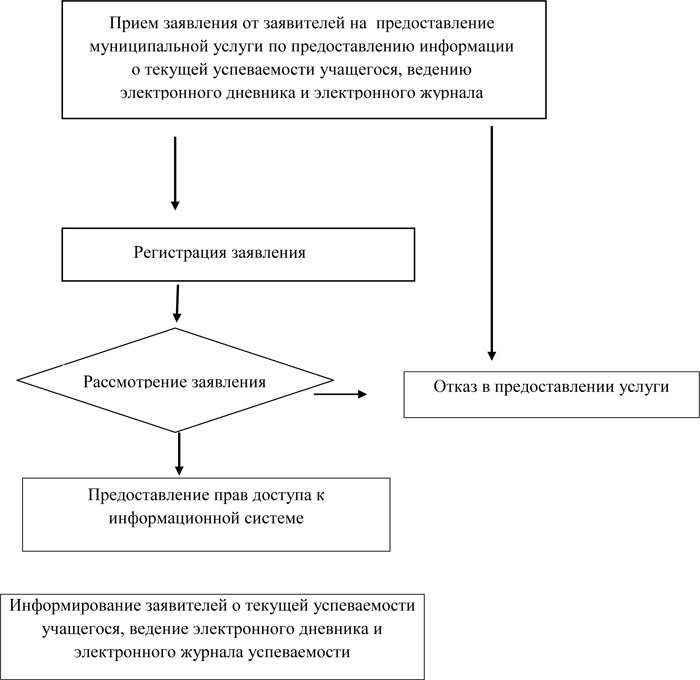 Прием заявления от заявителей на предоставление
муниципальной услуги по предоставлению информации
о текущей успеваемости учащегося, ведению
электронного дневника и электронного журнала
Регистрация заявления
Рассмотрение заявления
Отказ в предоставлении услуги
Предоставление прав доступа к
информационной системе
Информирование заявителей о текущей успеваемости
учащегося, ведение электронного дневника и
электронного журнала успеваемости